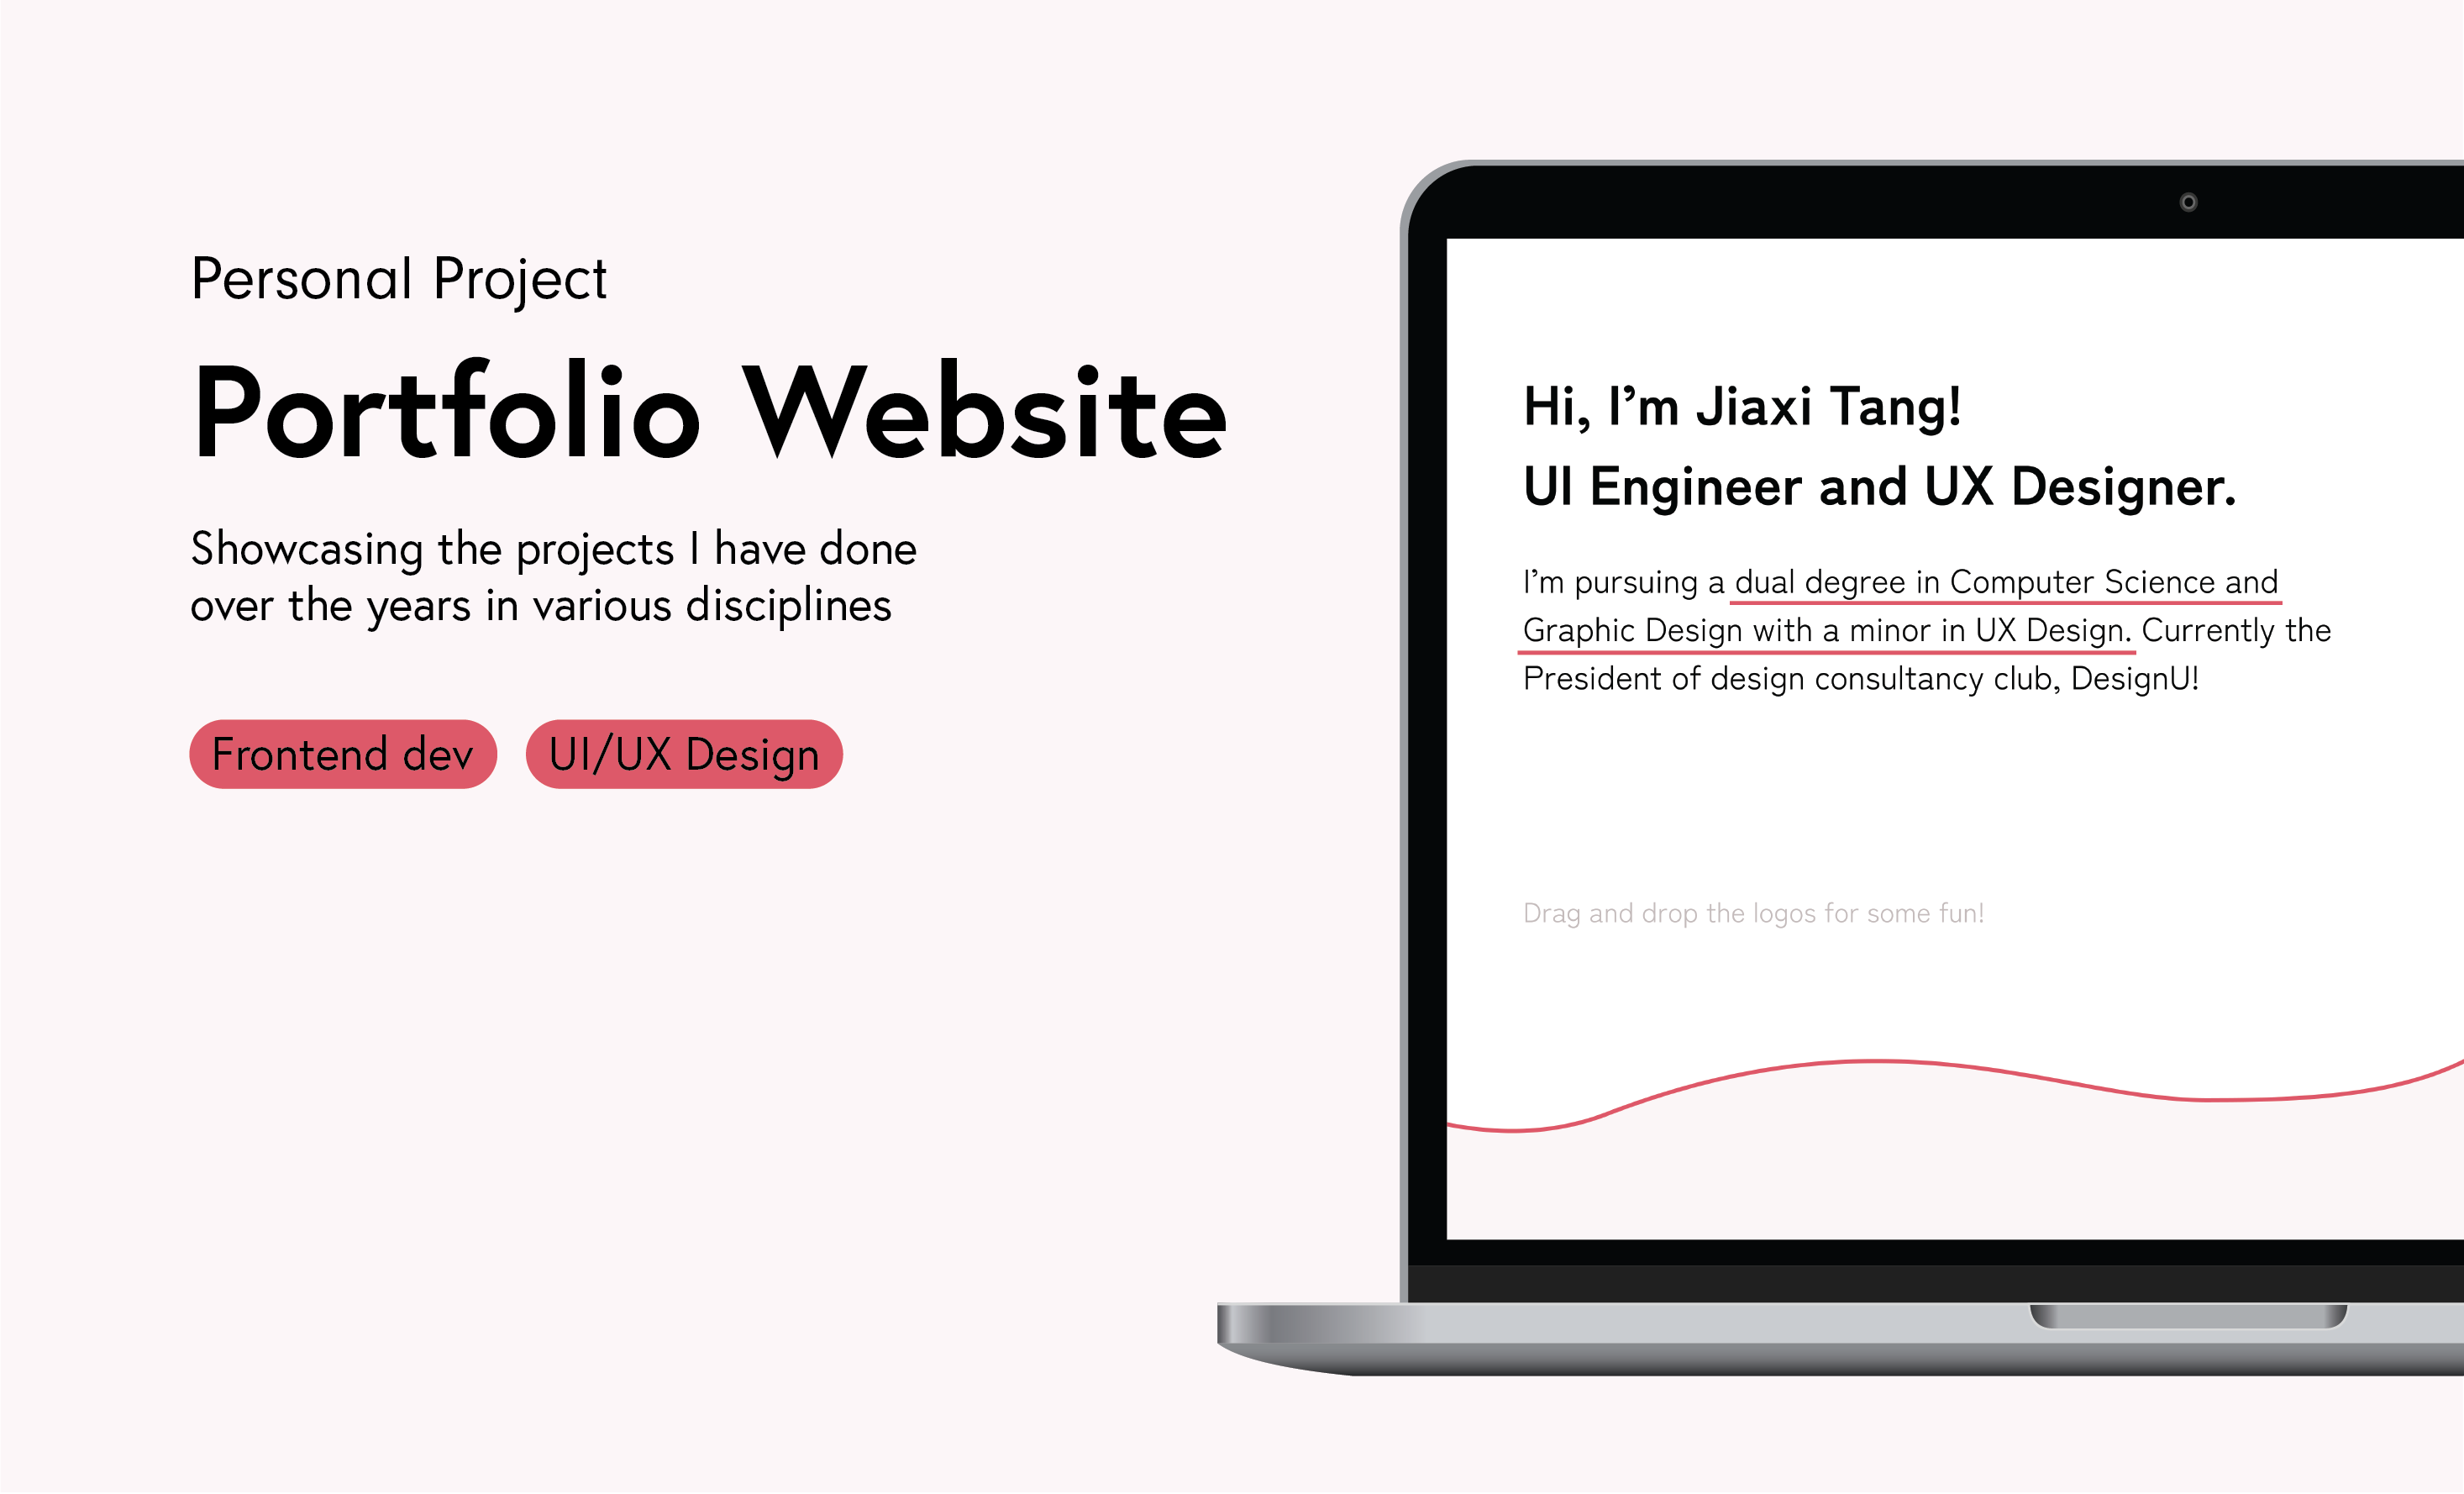 Personal Project
Portfolio Website
Showcasing the projects I have done
over the years in various disciplines
Frontend dev
UI/UX Design
Hi, I’m Jiaxi Tang!
UI Engineer and UX Designer.
I’m pursuing a dual degree in Computer Science and
Graphic Design with a minor in UX Design. Currently the
President of design consultancy club, DesignU!
Drag and drop the logos for some fun!